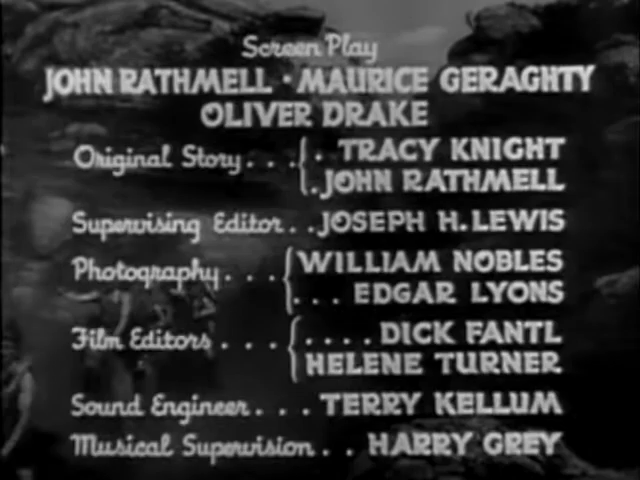 Screen Play
JOHN RATHMELL · MAURICE GERAGHTY
OLIVER DRAKE
Original Story . . . { . TRACY KNIGHT
. JOHN RATHMELL
Supervising Editor . . JOSEPH H. LEWIS
Photography . . . { WILLIAM NOBLES
. . . EDGAR LYONS
Film Editors . . . { . . . . DICK FANTL
HELENE TURNER
Sound Engineer . . . TERRY KELLUM
Musical Supervision . . HARRY GREY